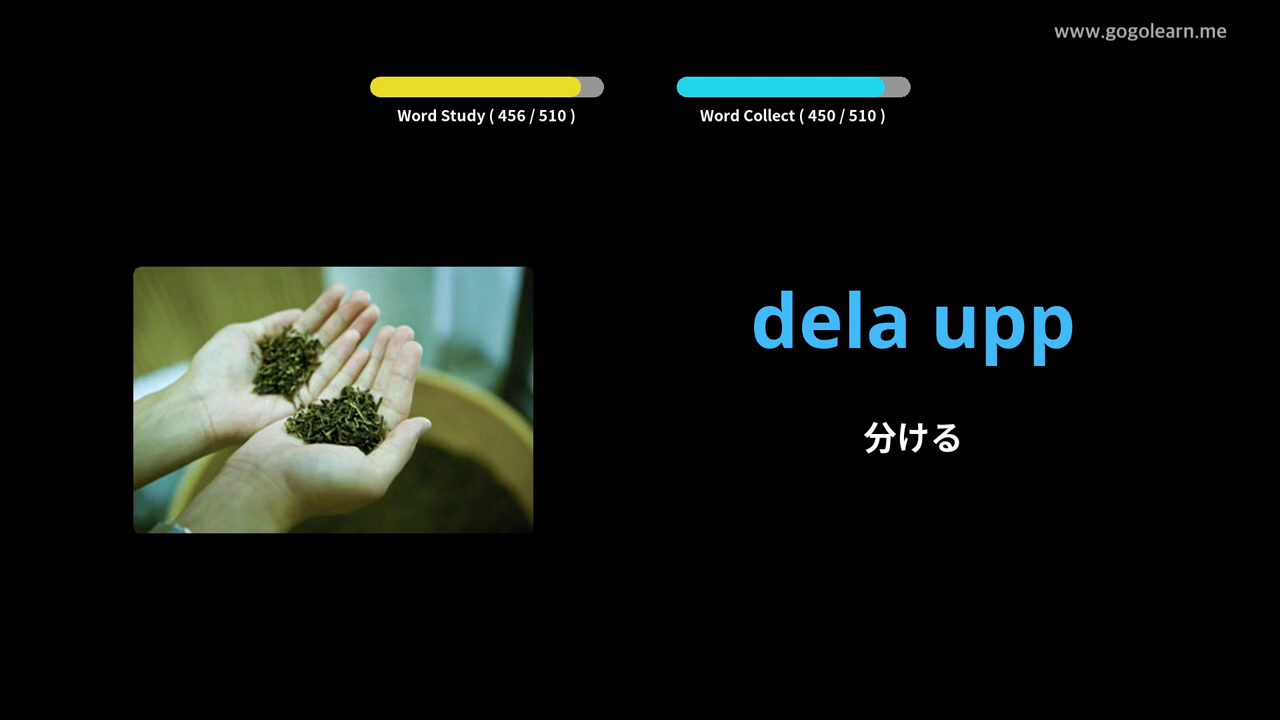 www.gogolearn.me
Word Study ( 456 / 510 )
Word Collect ( 450 / 510 )
dela upp
分ける